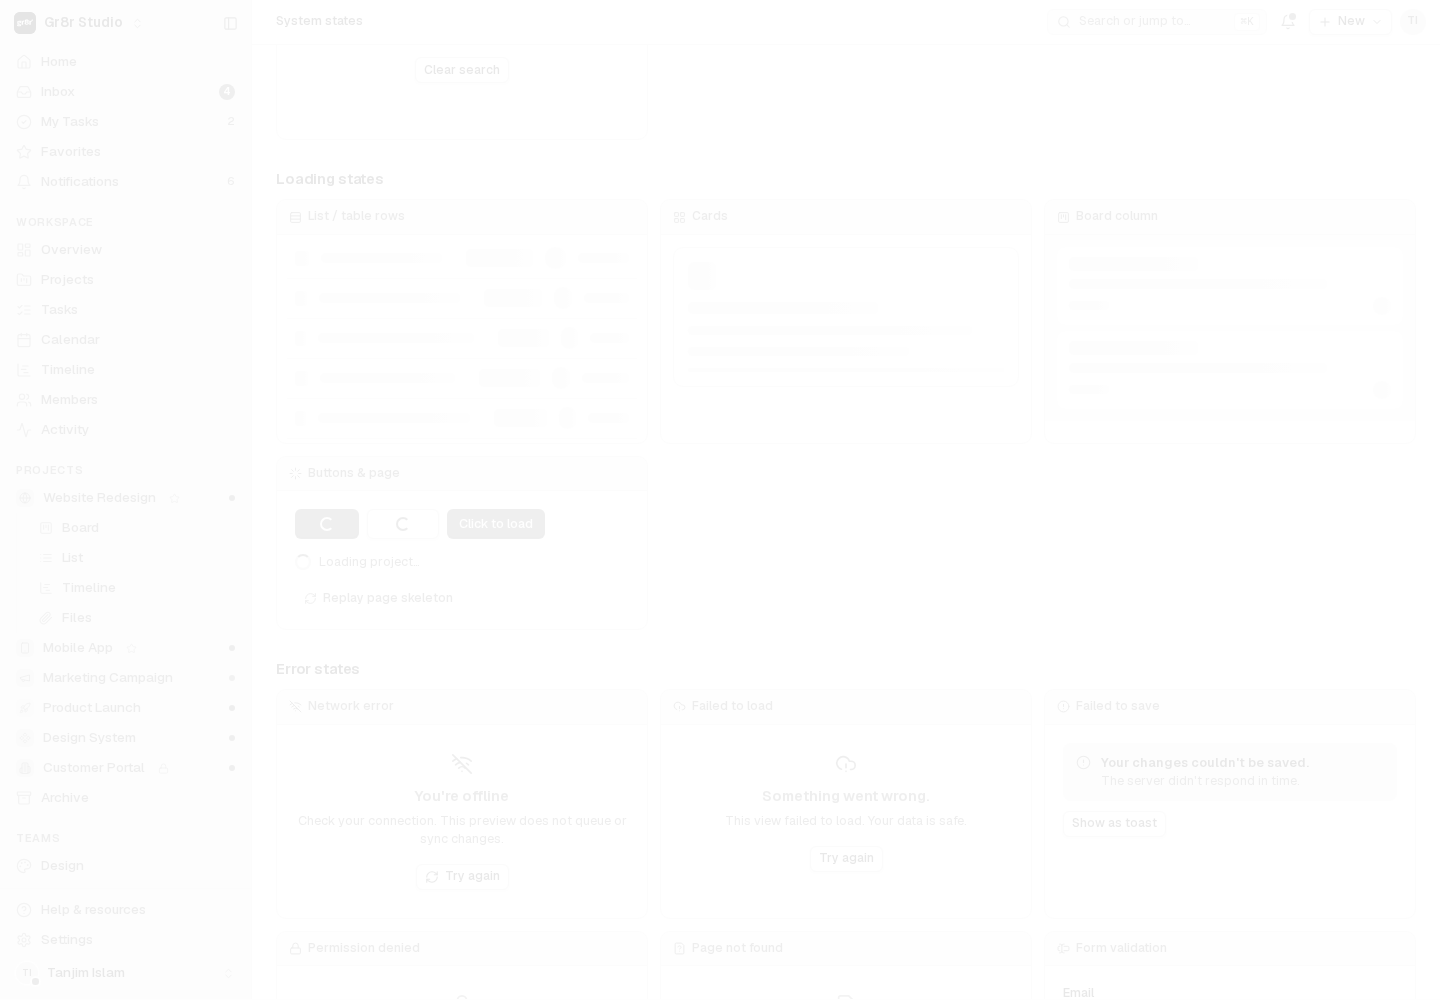 gr8r Gr8r Studio
Home
Inbox 4
My Tasks 2
Favorites
Notifications 6
WORKSPACE
Overview
Projects
Tasks
Calendar
Timeline
Members
Activity
PROJECTS
Website Redesign
Board
List
Timeline
Files
Mobile App
Marketing Campaign
Product Launch
Design System
Customer Portal
Archive
TEAMS
Design
Help & resources
Settings
TI Tanjim Islam
System states
Search or jump to... ⌘K
New
TI
Clear search
Loading states
List / table rows
Cards
Board column
Buttons & page
Click to load
Loading project...
Replay page skeleton
Error states
Network error
You're offline
Check your connection. This preview does not queue or
sync changes.
Try again
Failed to load
Something went wrong.
This view failed to load. Your data is safe.
Try again
Failed to save
Your changes couldn't be saved.
The server didn't respond in time.
Show as toast
Permission denied
Page not found
Form validation
Email